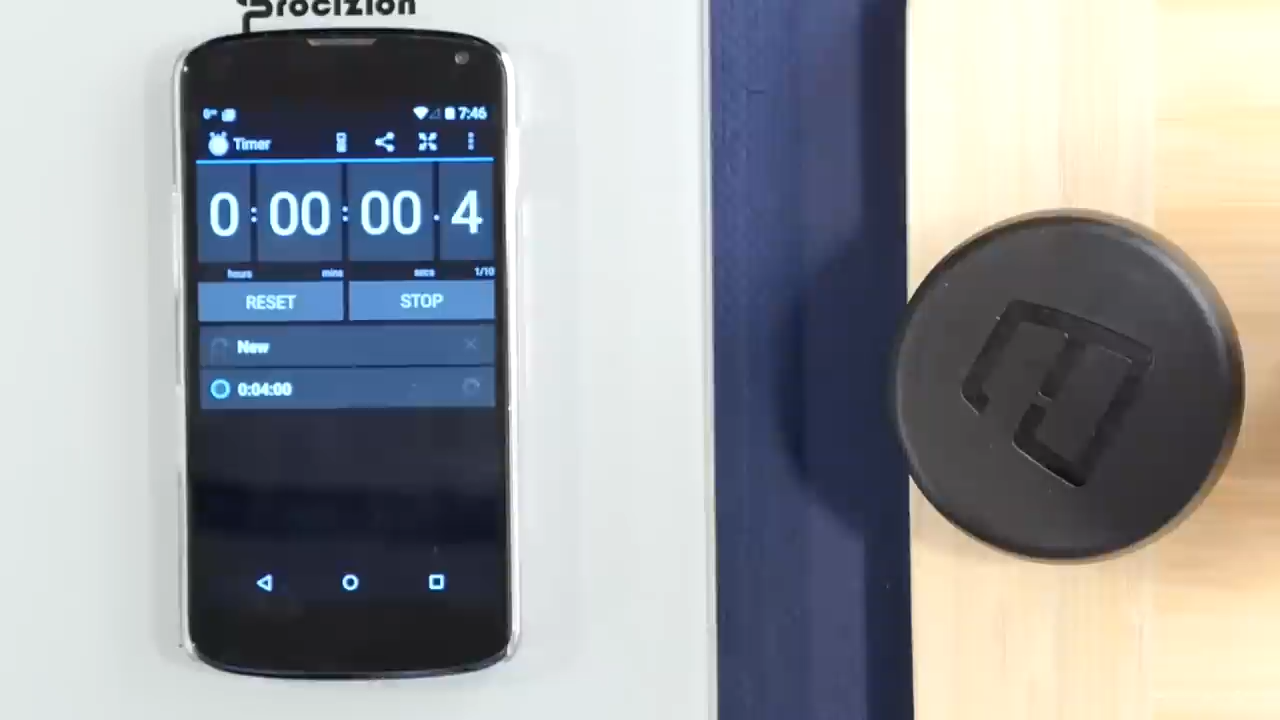 Procizion
7:46
Timer
0 : 00 : 00 . 4
hours mins secs 1/10
RESET STOP
New
0:04:00